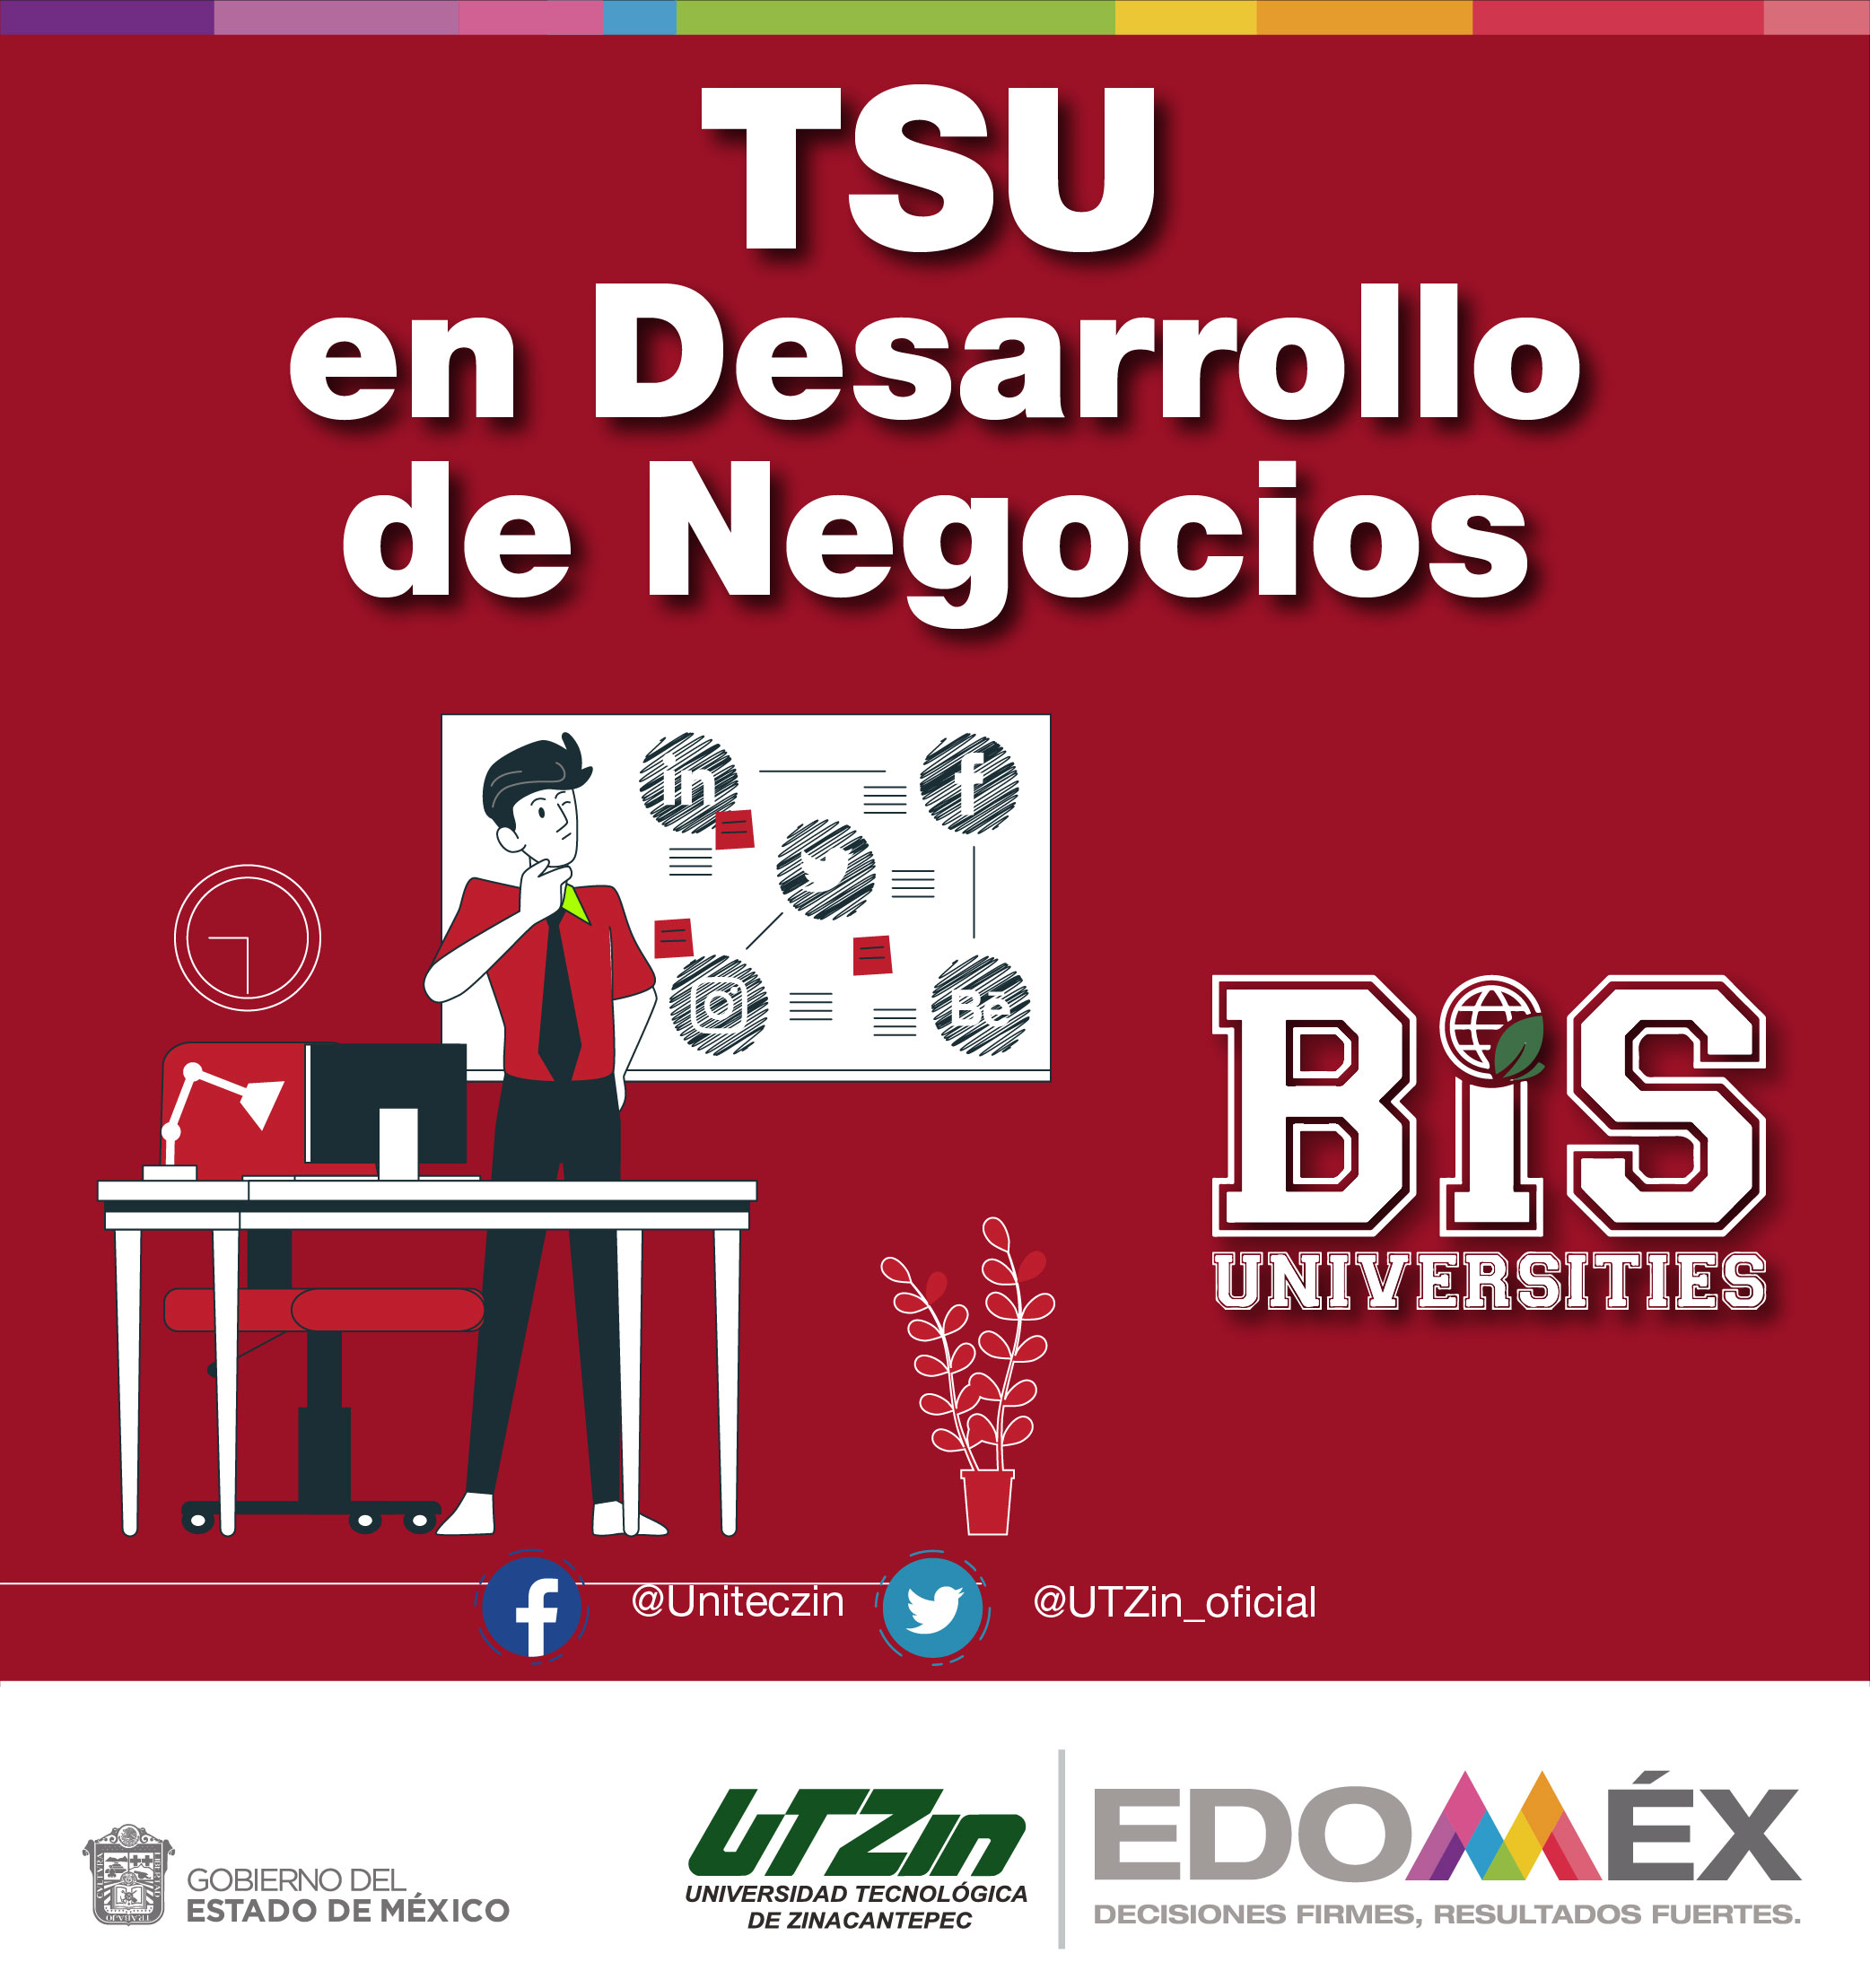 TSU
en Desarrollo
de Negocios
in
f
Be
BiS
UNIVERSITIES
f
@Uniteczin
@UTZin_oficial
GOBIERNO DEL
ESTADO DE MÉXICO
UTZin
UNIVERSIDAD TECNOLÓGICA
DE ZINACANTEPEC
EDOMÉX
DECISIONES FIRMES, RESULTADOS FUERTES.